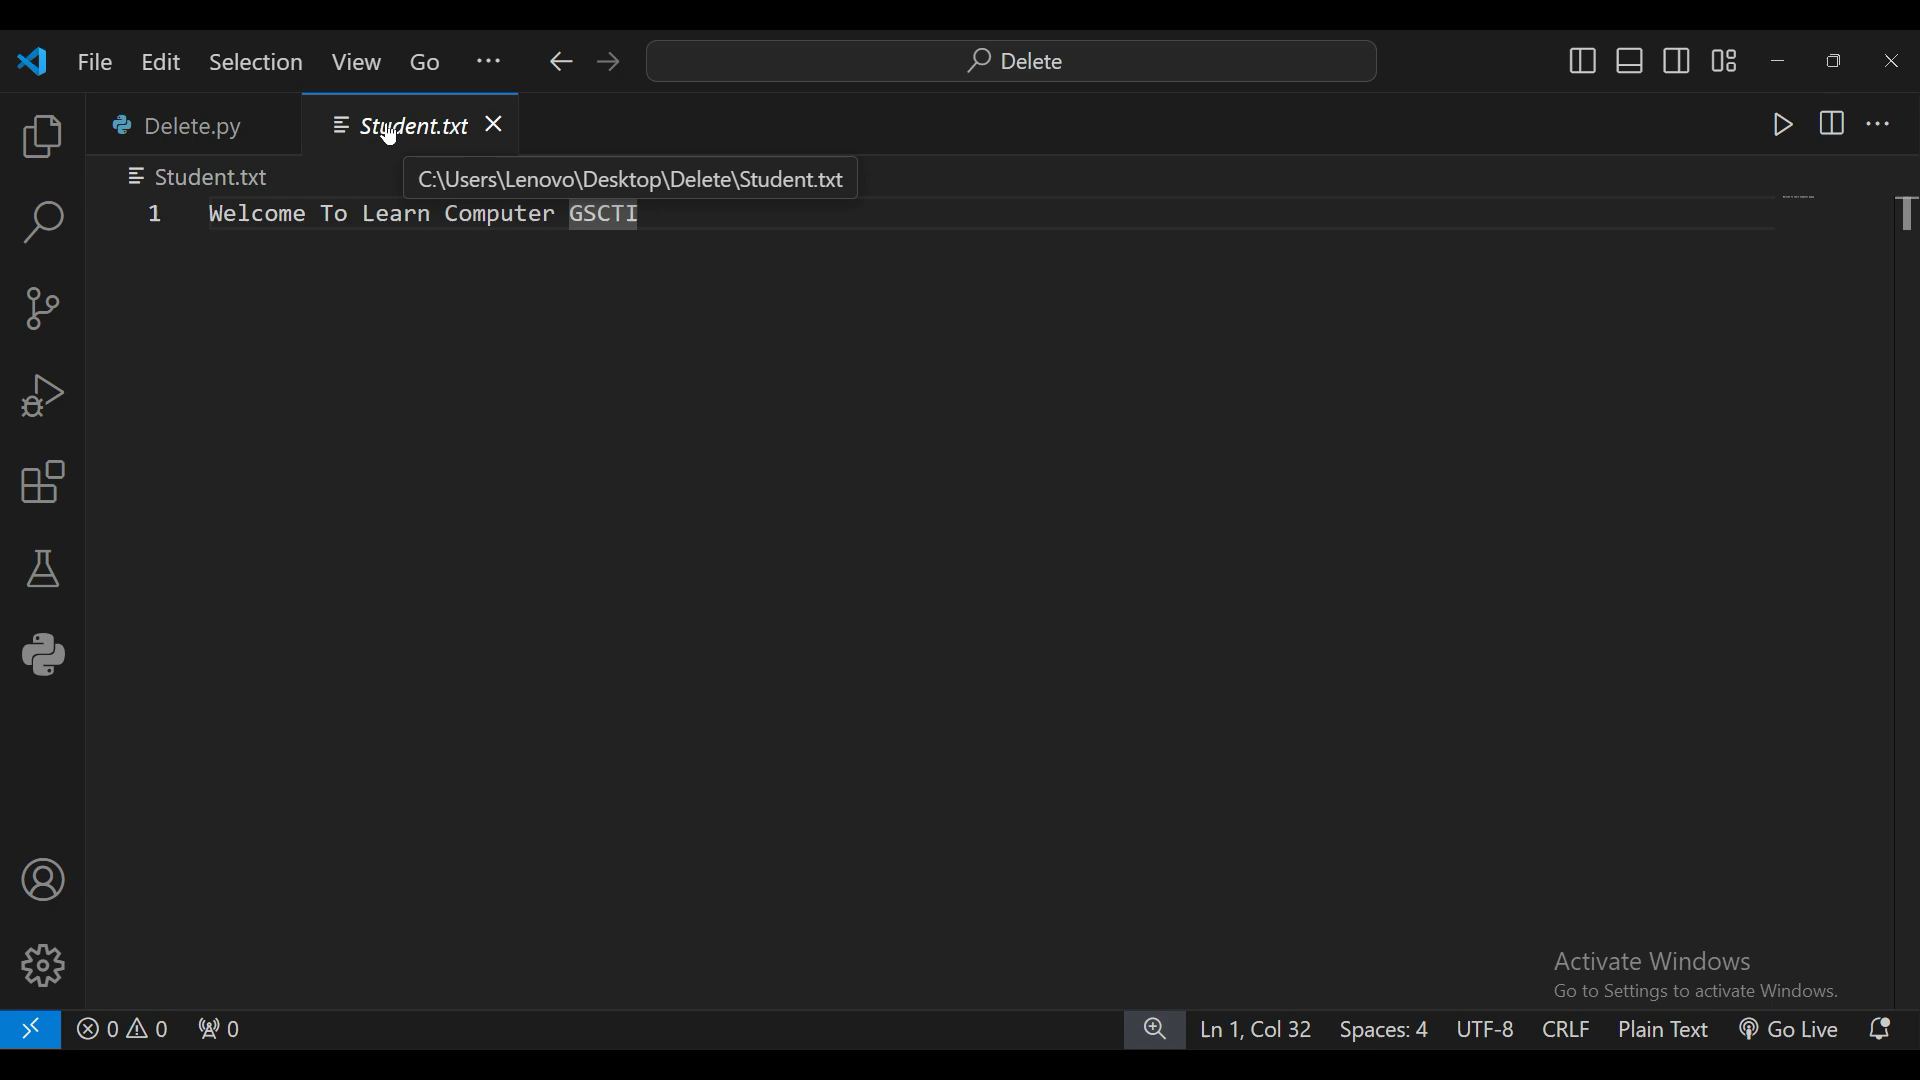 File Edit Selection View Go ··· Delete
Delete.py Student.txt
Student.txt
C:\Users\Lenovo\Desktop\Delete\Student.txt
1 Welcome To Learn Computer GSCTI
Activate Windows
Go to Settings to activate Windows.
0 0 0 Ln 1, Col 32 Spaces: 4 UTF-8 CRLF Plain Text Go Live